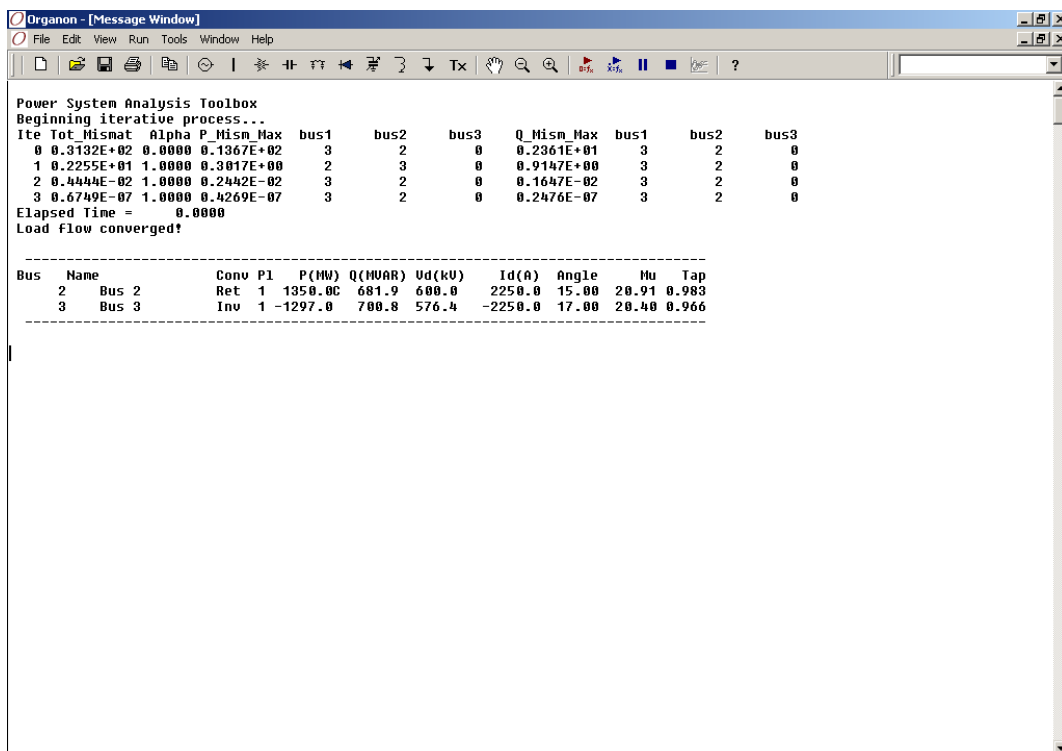 Organon - [Message Window]
File Edit View Run Tools Window Help
Tx ?
Power System Analysis Toolbox
Beginning iterative process...
Ite Tot_Mismat Alpha P_Mism_Max bus1 bus2 bus3 Q_Mism_Max bus1 bus2 bus3
0 0.3132E+02 0.0000 0.1367E+02 3 2 0 0.2361E+01 3 2 0
1 0.2255E+01 1.0000 0.3017E+00 2 3 0 0.9147E+00 3 2 0
2 0.4444E-02 1.0000 0.2442E-02 3 2 0 0.1647E-02 3 2 0
3 0.6749E-07 1.0000 0.4269E-07 3 2 0 0.2476E-07 3 2 0
Elapsed Time = 0.0000
Load flow converged!
Bus Name Conv Pl P(MW) Q(MVAR) Vd(kV) Id(A) Angle Mu Tap
2 Bus 2 Ret 1 1350.0C 681.9 600.0 2250.0 15.00 20.91 0.983
3 Bus 3 Inv 1 -1297.0 700.8 576.4 -2250.0 17.00 20.40 0.966